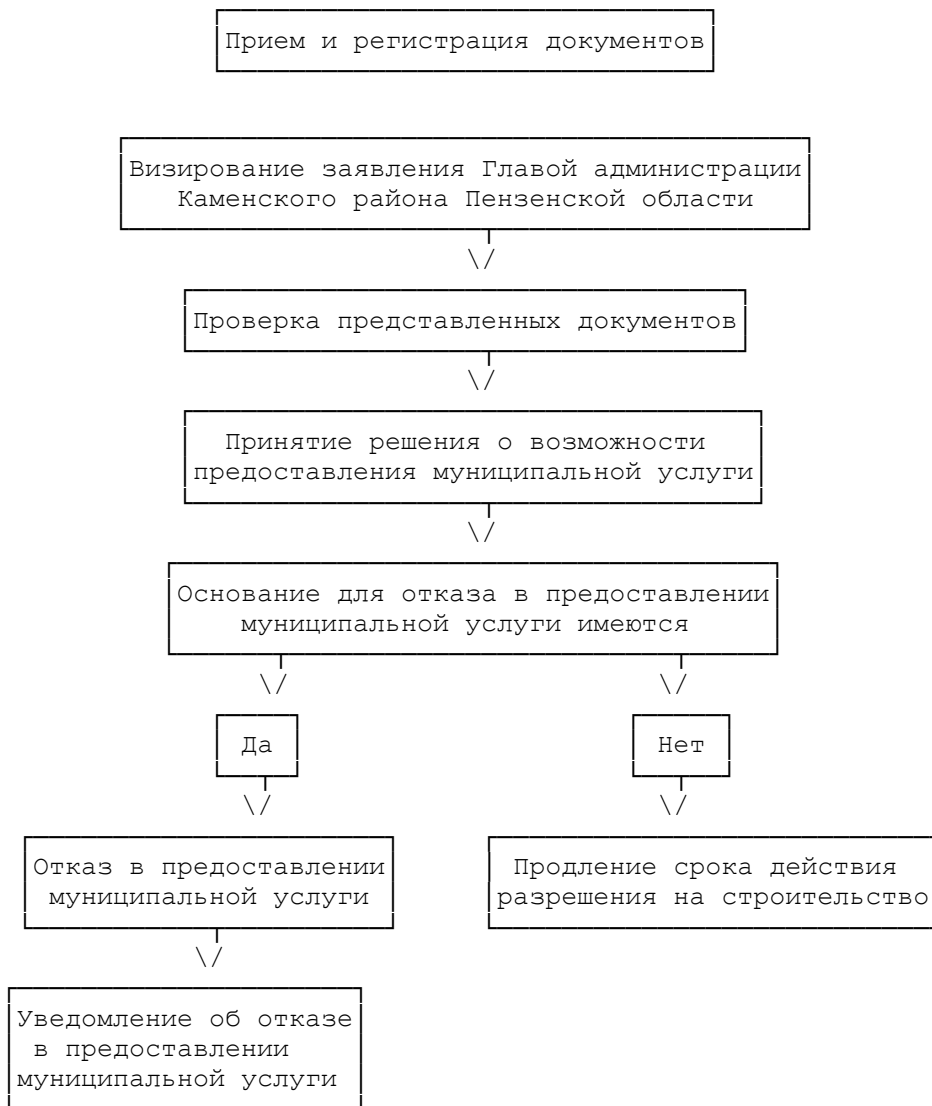 Прием и регистрация документов
Визирование заявления Главой администрации
Каменского района Пензенской области
Проверка представленных документов
Принятие решения о возможности
предоставления муниципальной услуги
Основание для отказа в предоставлении
муниципальной услуги имеются
Да
Нет
Отказ в предоставлении
муниципальной услуги
Продление срока действия
разрешения на строительство
Уведомление об отказе
в предоставлении
муниципальной услуги